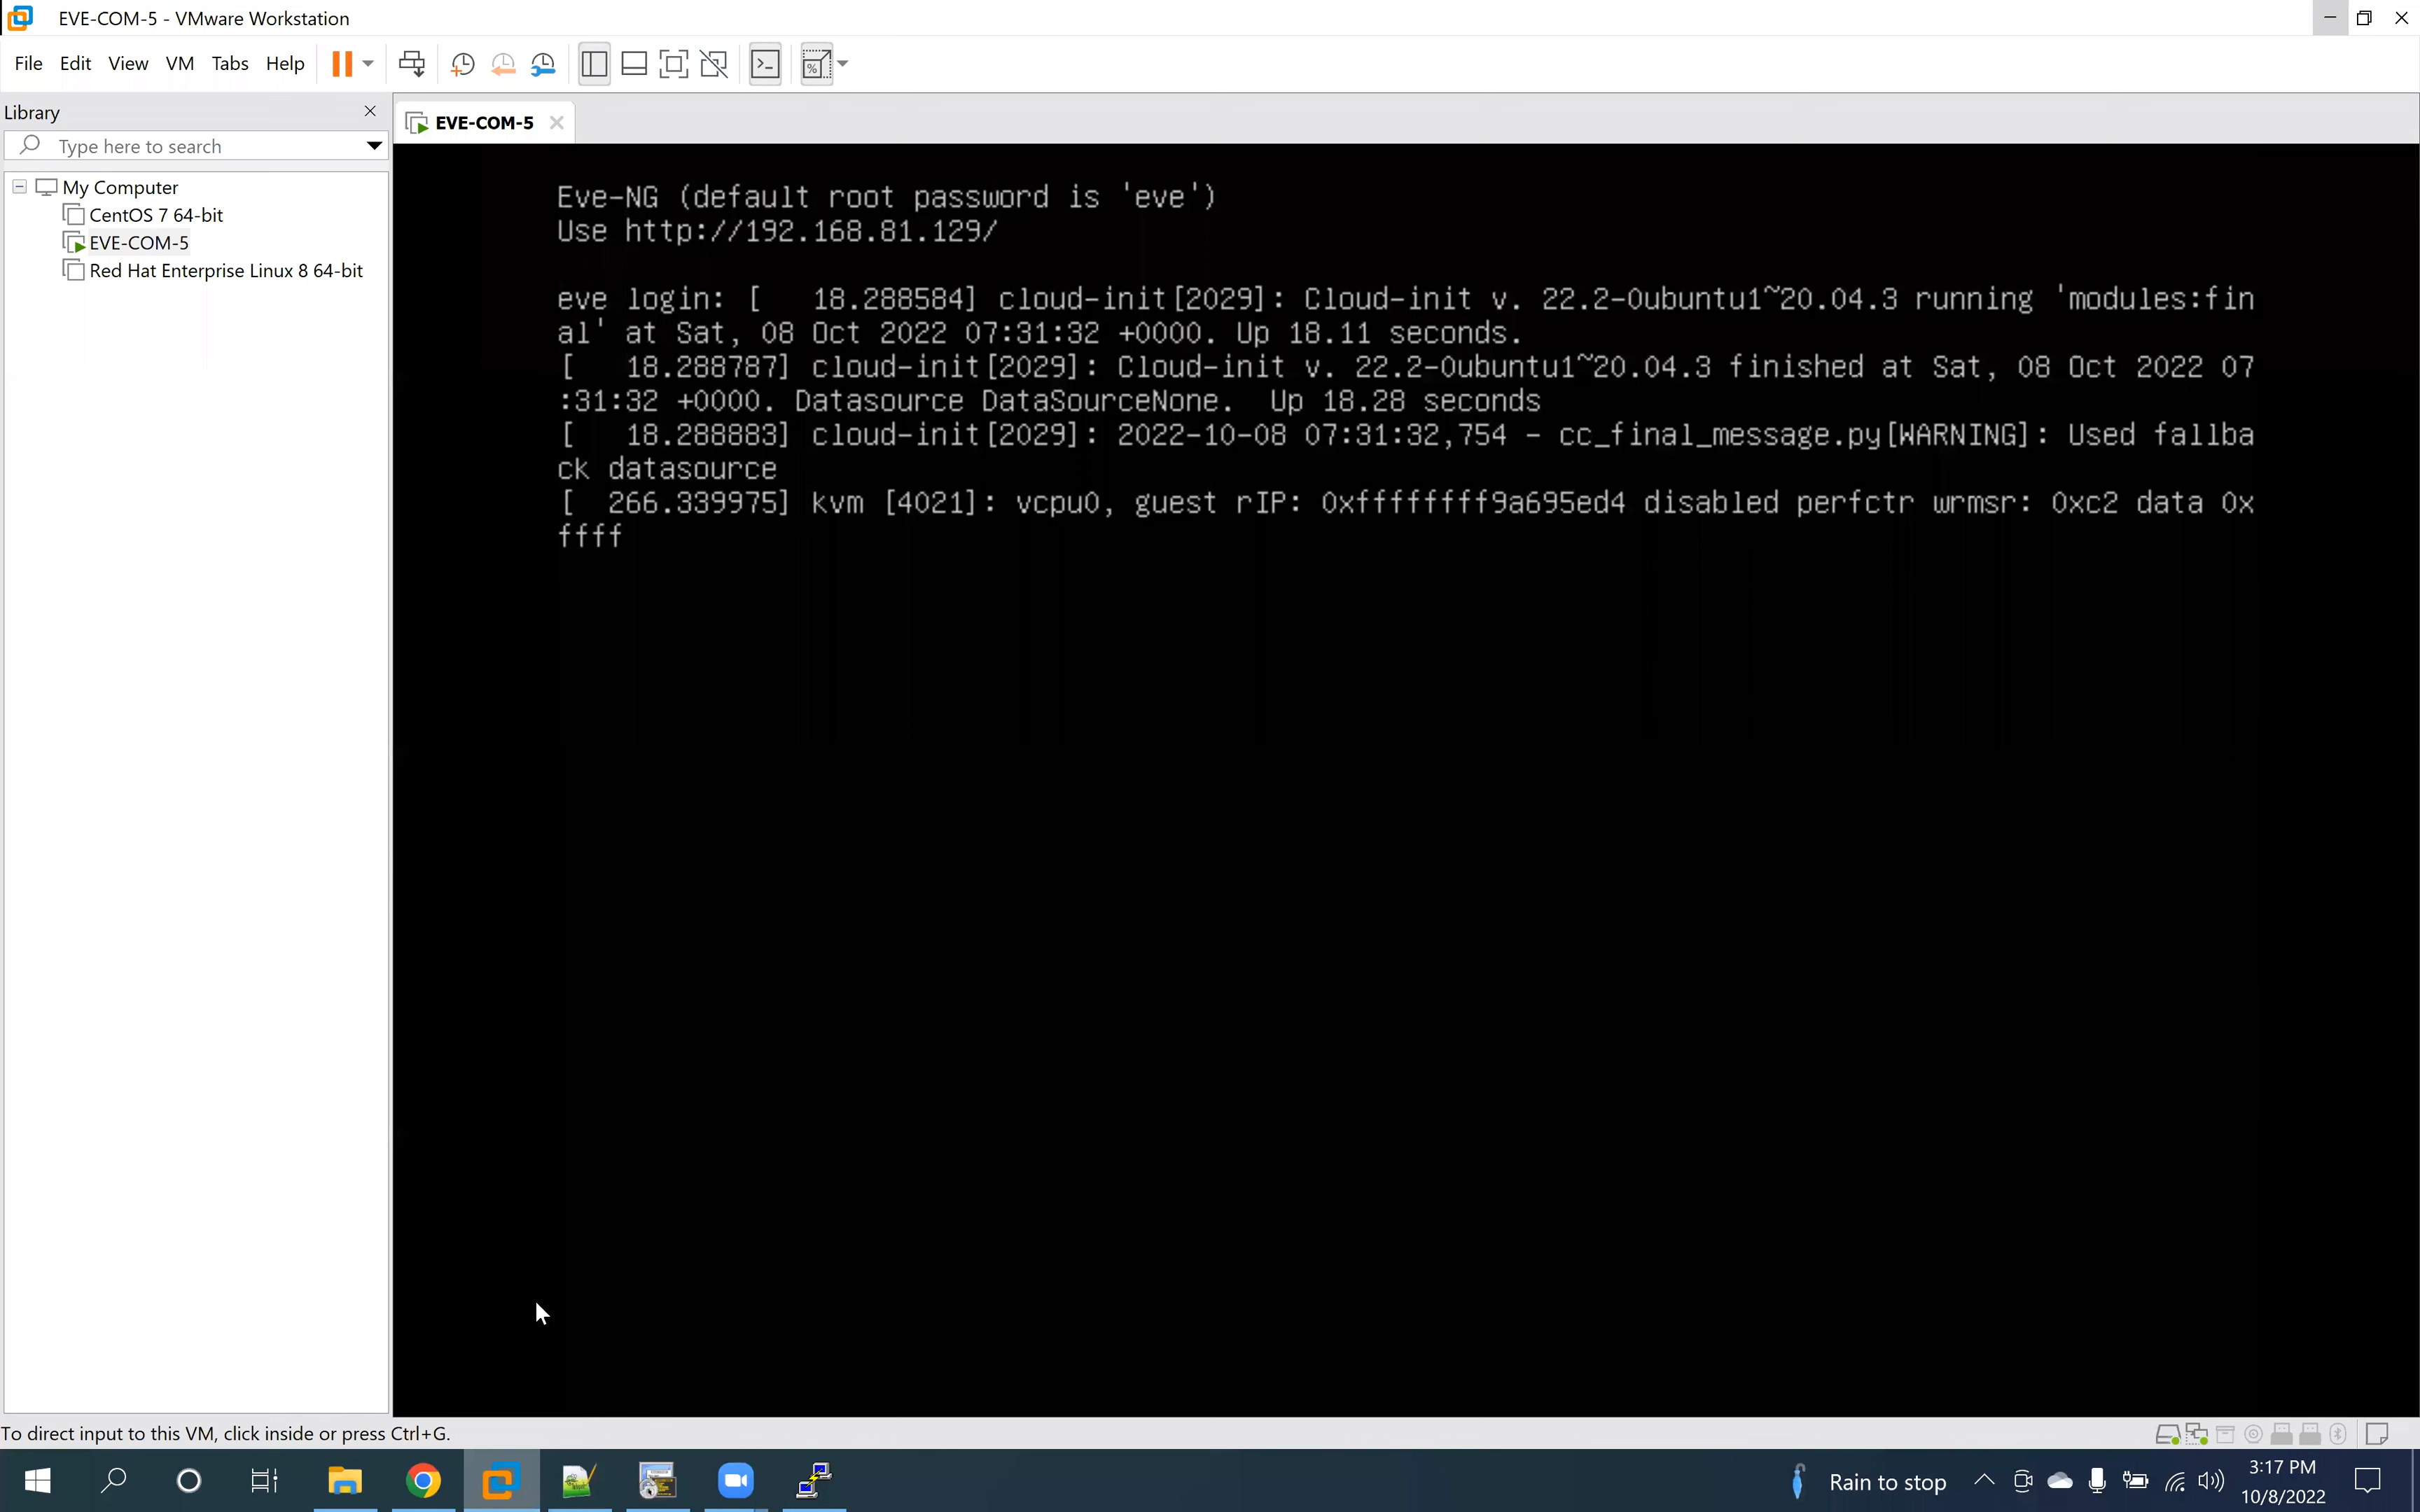 EVE-COM-5 - VMware Workstation
File Edit View VM Tabs Help
Library
Type here to search
My Computer
CentOS 7 64-bit
EVE-COM-5
Red Hat Enterprise Linux 8 64-bit
EVE-COM-5
Eve-NG (default root password is 'eve')
Use http://192.168.81.129/
eve login: [   18.288584] cloud-init[2029]: Cloud-init v. 22.2-0ubuntu1~20.04.3 running 'modules:fin
al' at Sat, 08 Oct 2022 07:31:32 +0000. Up 18.11 seconds.
[   18.288787] cloud-init[2029]: Cloud-init v. 22.2-0ubuntu1~20.04.3 finished at Sat, 08 Oct 2022 07
:31:32 +0000. Datasource DataSourceNone.  Up 18.28 seconds
[   18.288883] cloud-init[2029]: 2022-10-08 07:31:32,754 - cc_final_message.py[WARNING]: Used fallba
ck datasource
[  266.339975] kvm [4021]: vcpu0, guest rIP: 0xffffffff9a695ed4 disabled perfctr wrmsr: 0xc2 data 0x
ffff
To direct input to this VM, click inside or press Ctrl+G.
Rain to stop
3:17 PM
10/8/2022